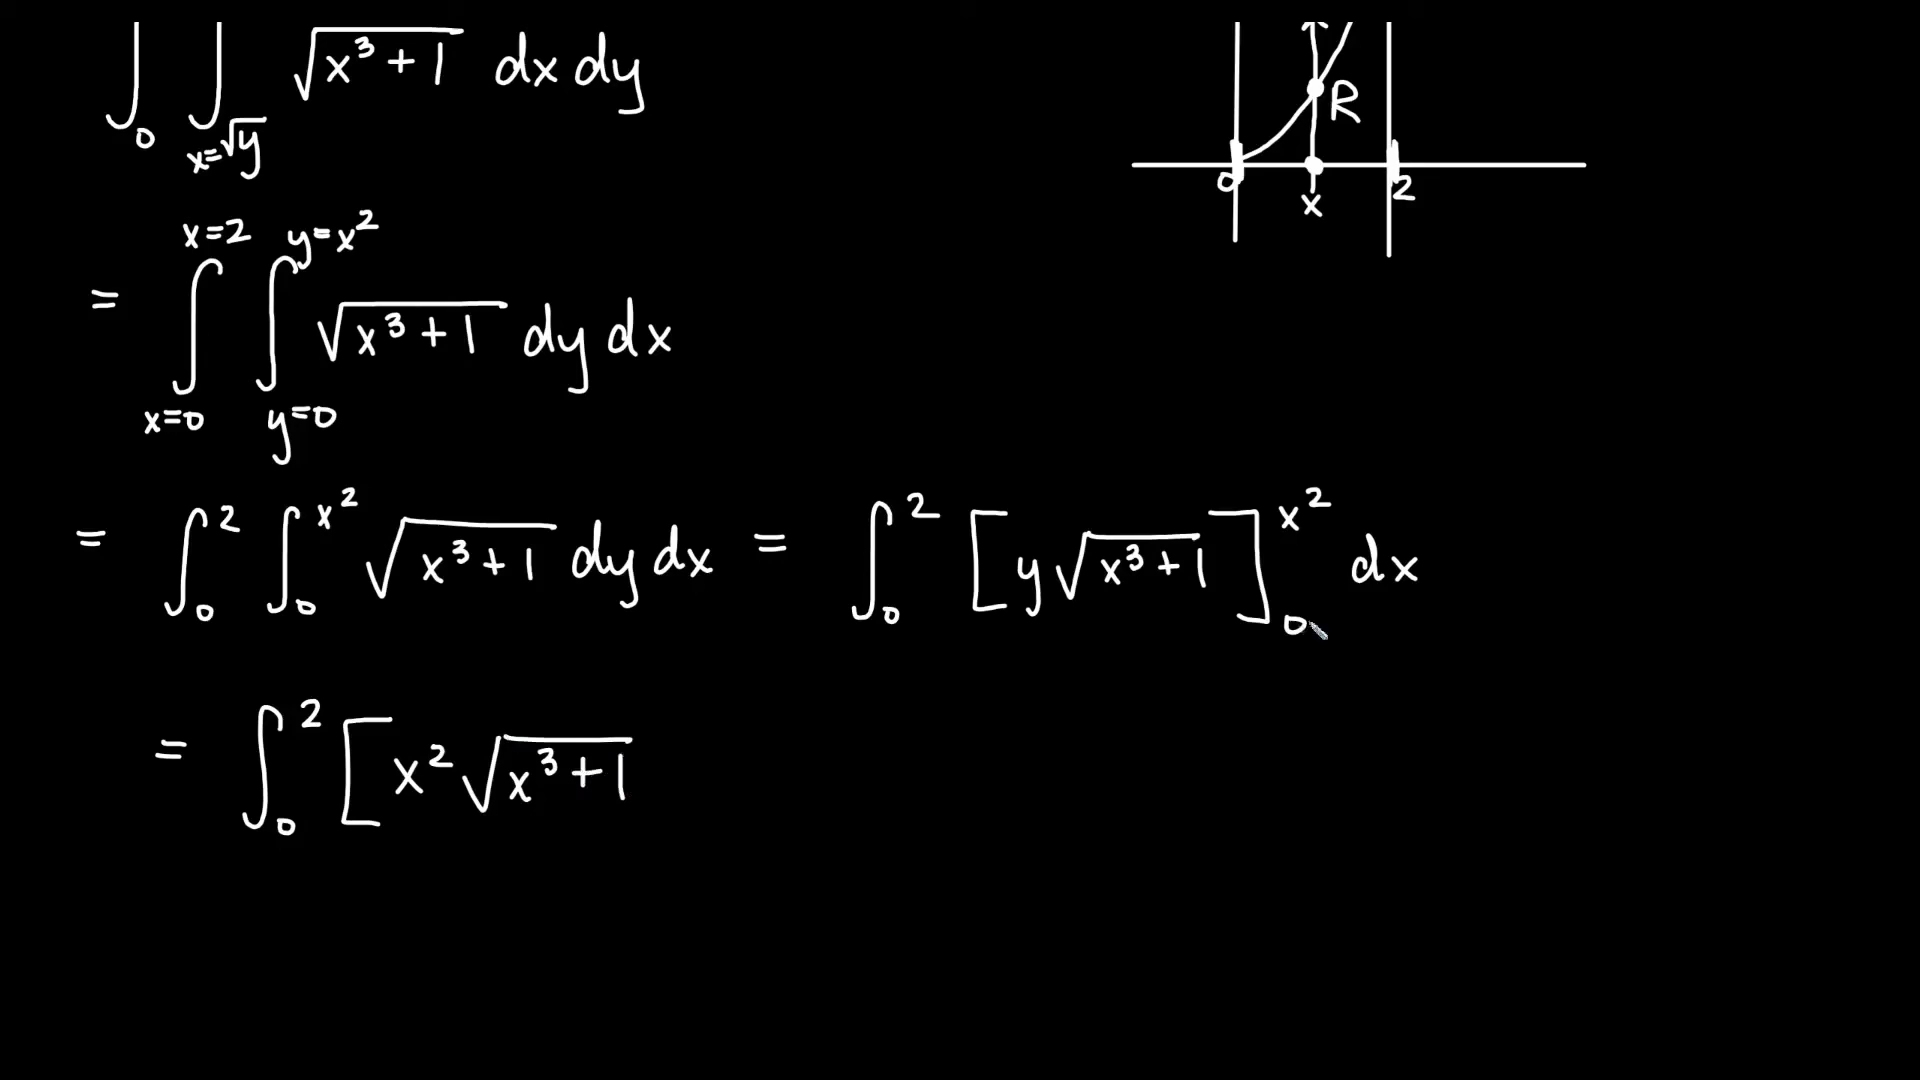 ∫₀ ∫_{x=√y} √(x³+1) dx dy
R
0 x 2
= ∫_{x=0}^{x=2} ∫_{y=0}^{y=x²} √(x³+1) dy dx
= ∫₀² ∫₀^{x²} √(x³+1) dy dx = ∫₀² [y√(x³+1)]₀^{x²} dx
= ∫₀² [x²√(x³+1)